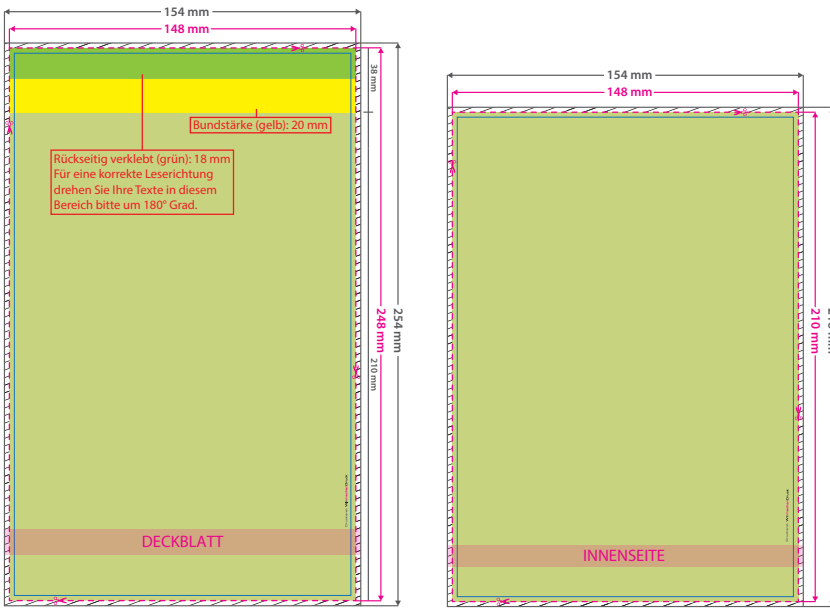 154 mm
148 mm
38 mm
Bundstärke (gelb): 20 mm
Rückseitig verklebt (grün): 18 mm
Für eine korrekte Leserichtung
drehen Sie Ihre Texte in diesem
Bereich bitte um 180° Grad.
248 mm
254 mm
210 mm
DECKBLATT
154 mm
148 mm
210 mm
INNENSEITE